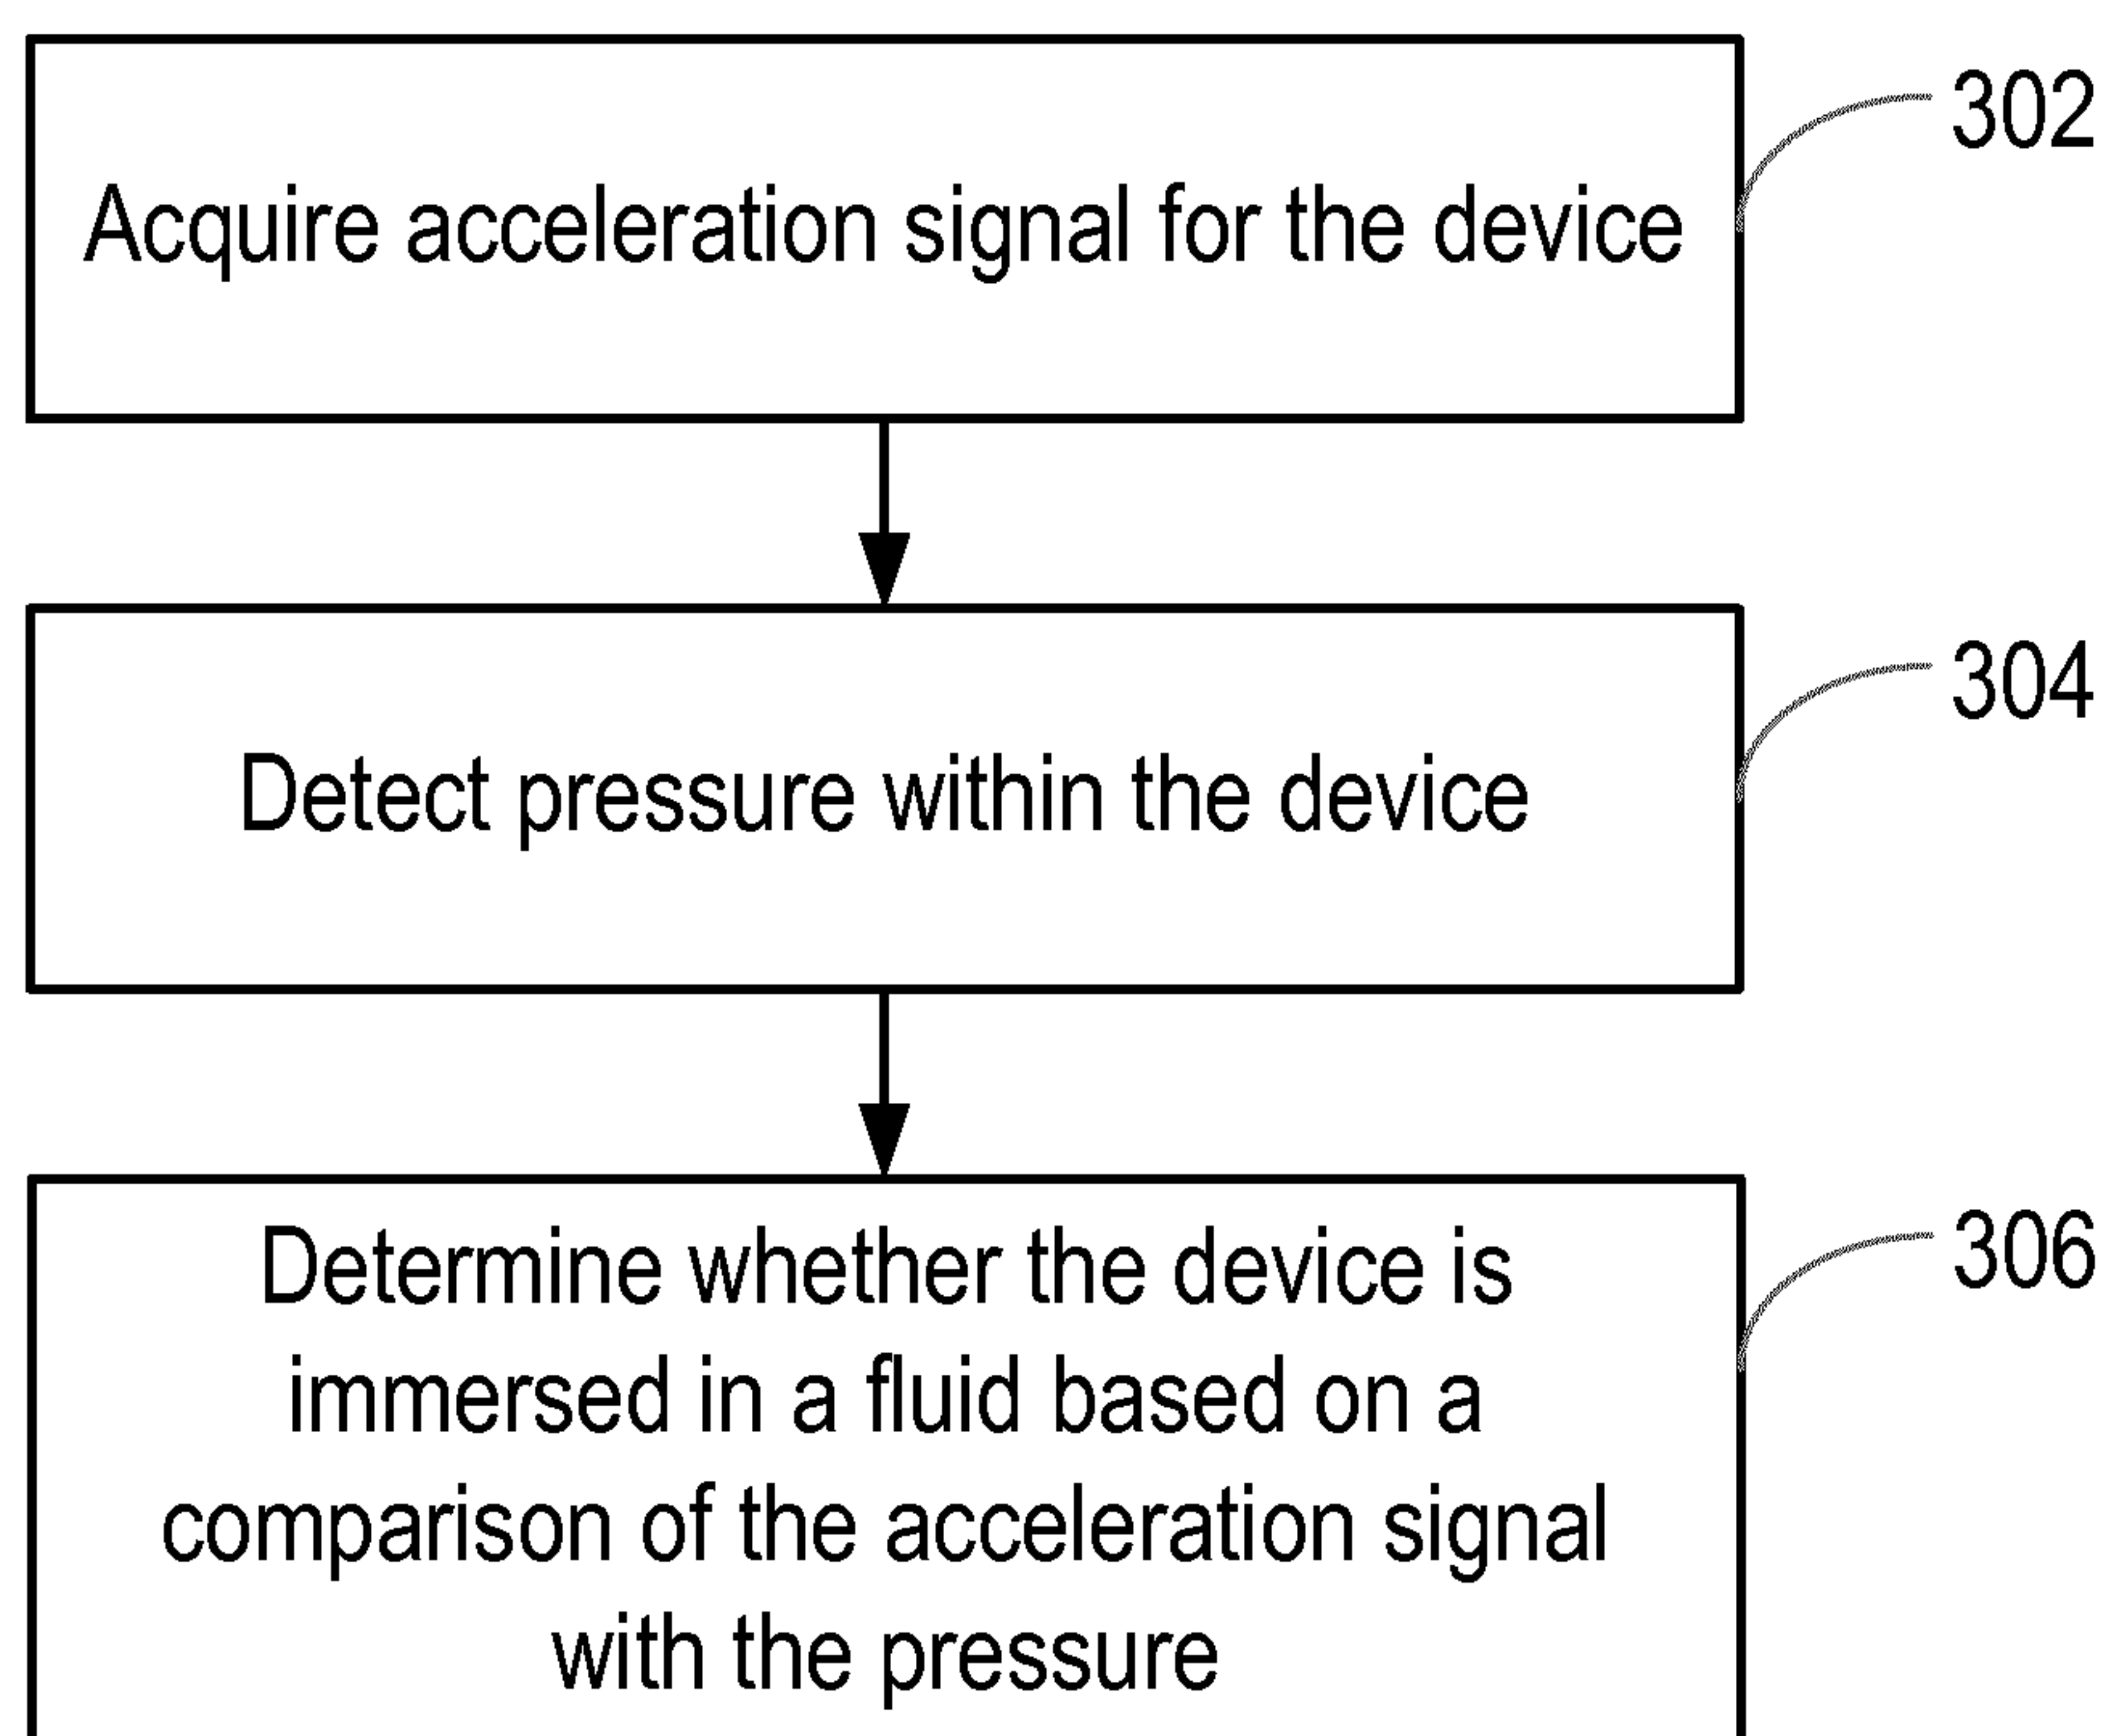 302
Acquire acceleration signal for the device
304
Detect pressure within the device
306
Determine whether the device is
immersed in a fluid based on a
comparison of the acceleration signal
with the pressure